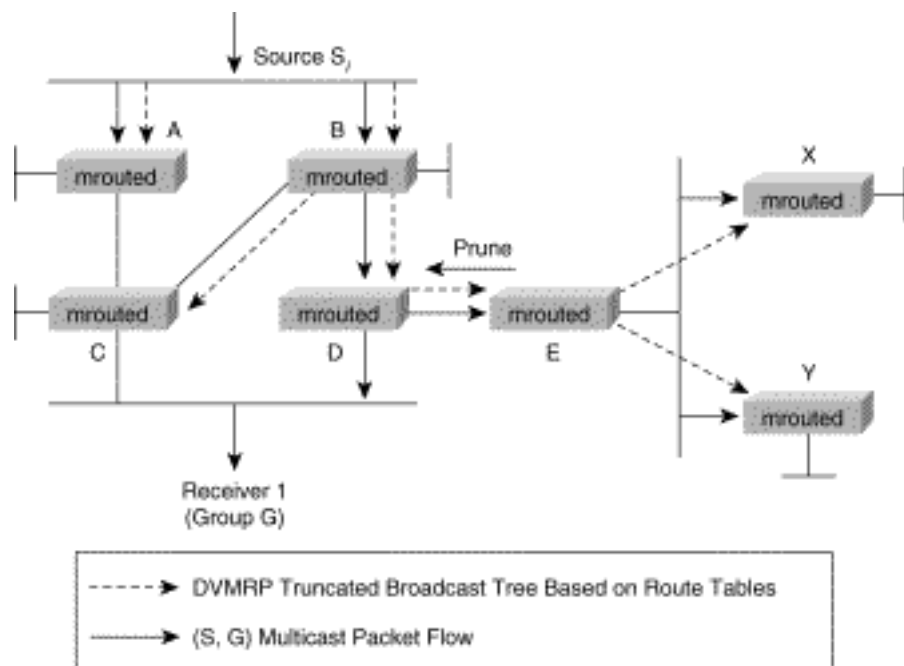 Source Sᵢ
A
B
X
mrouted
mrouted
mrouted
Prune
mrouted
mrouted
mrouted
C
D
E
Y
mrouted
Receiver 1
(Group G)
DVMRP Truncated Broadcast Tree Based on Route Tables
(S, G) Multicast Packet Flow